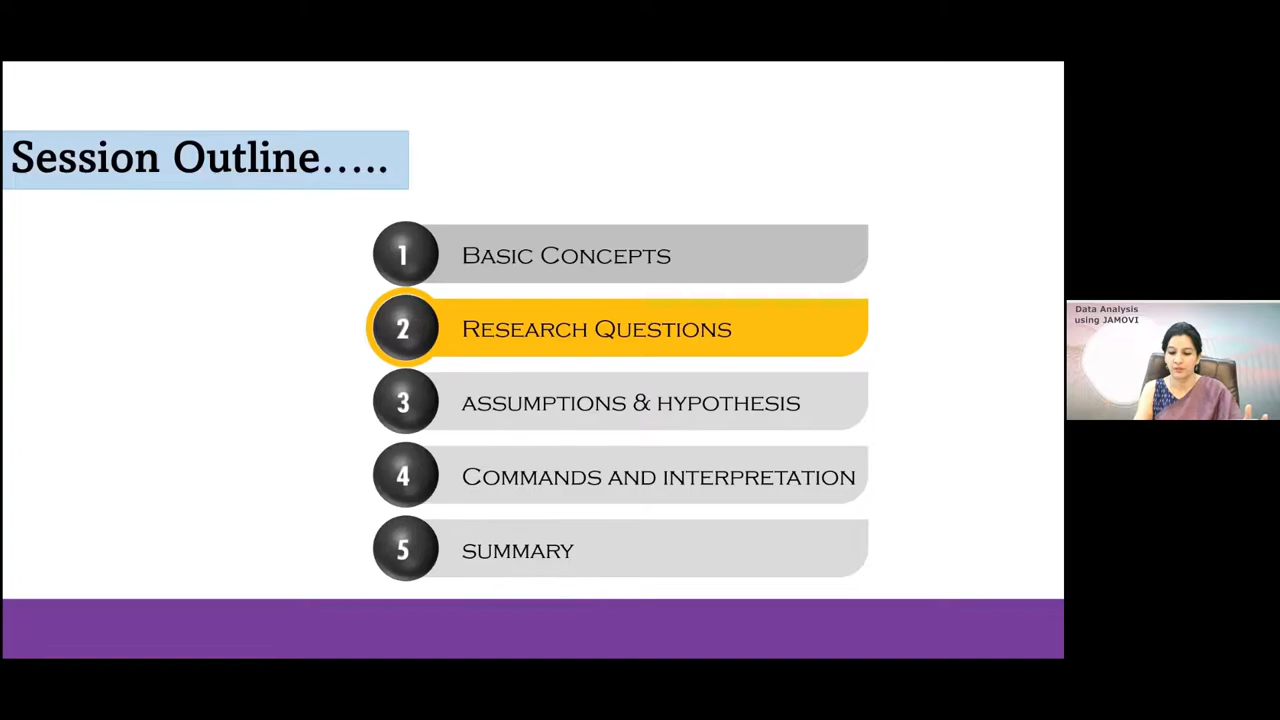 Session Outline…..
1 Basic Concepts
2 Research Questions
3 ASSUMPTIONS & HYPOTHESIS
4 Commands and interpretation
5 SUMMARY
Data Analysis
using JAMOVI